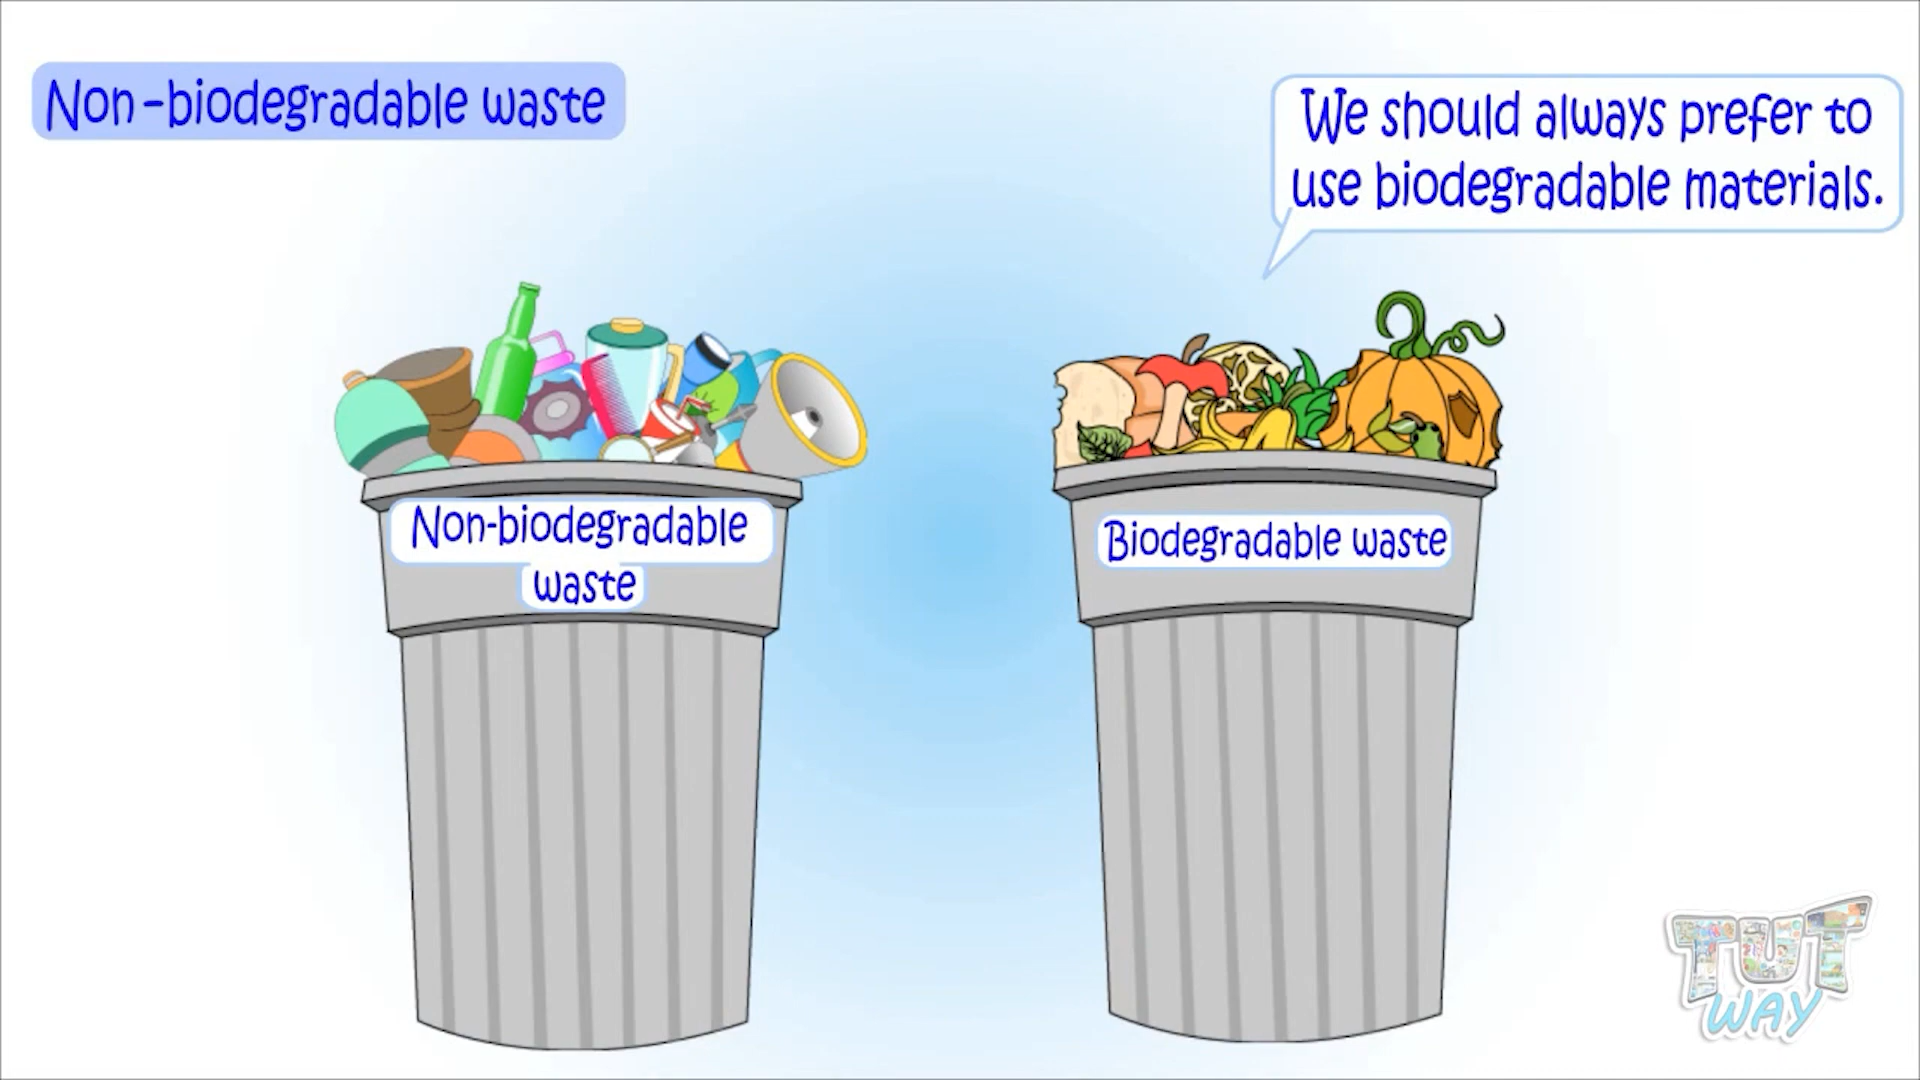 Non-biodegradable waste
We should always prefer to
use biodegradable materials.
Non-biodegradable
waste
Biodegradable waste
TUT
WAY